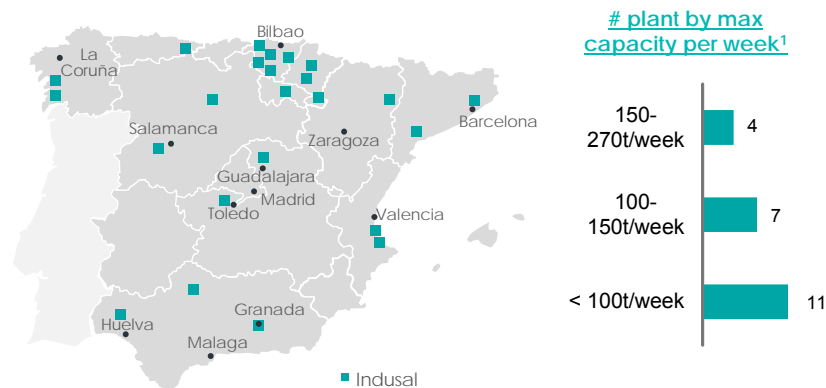 Bilbao
La
Coruña
Salamanca
Zaragoza
Barcelona
Guadalajara
Madrid
Toledo
Valencia
Granada
Huelva
Malaga
Indusal
# plant by max
capacity per week¹
150-
270t/week
4
100-
150t/week
7
< 100t/week
11